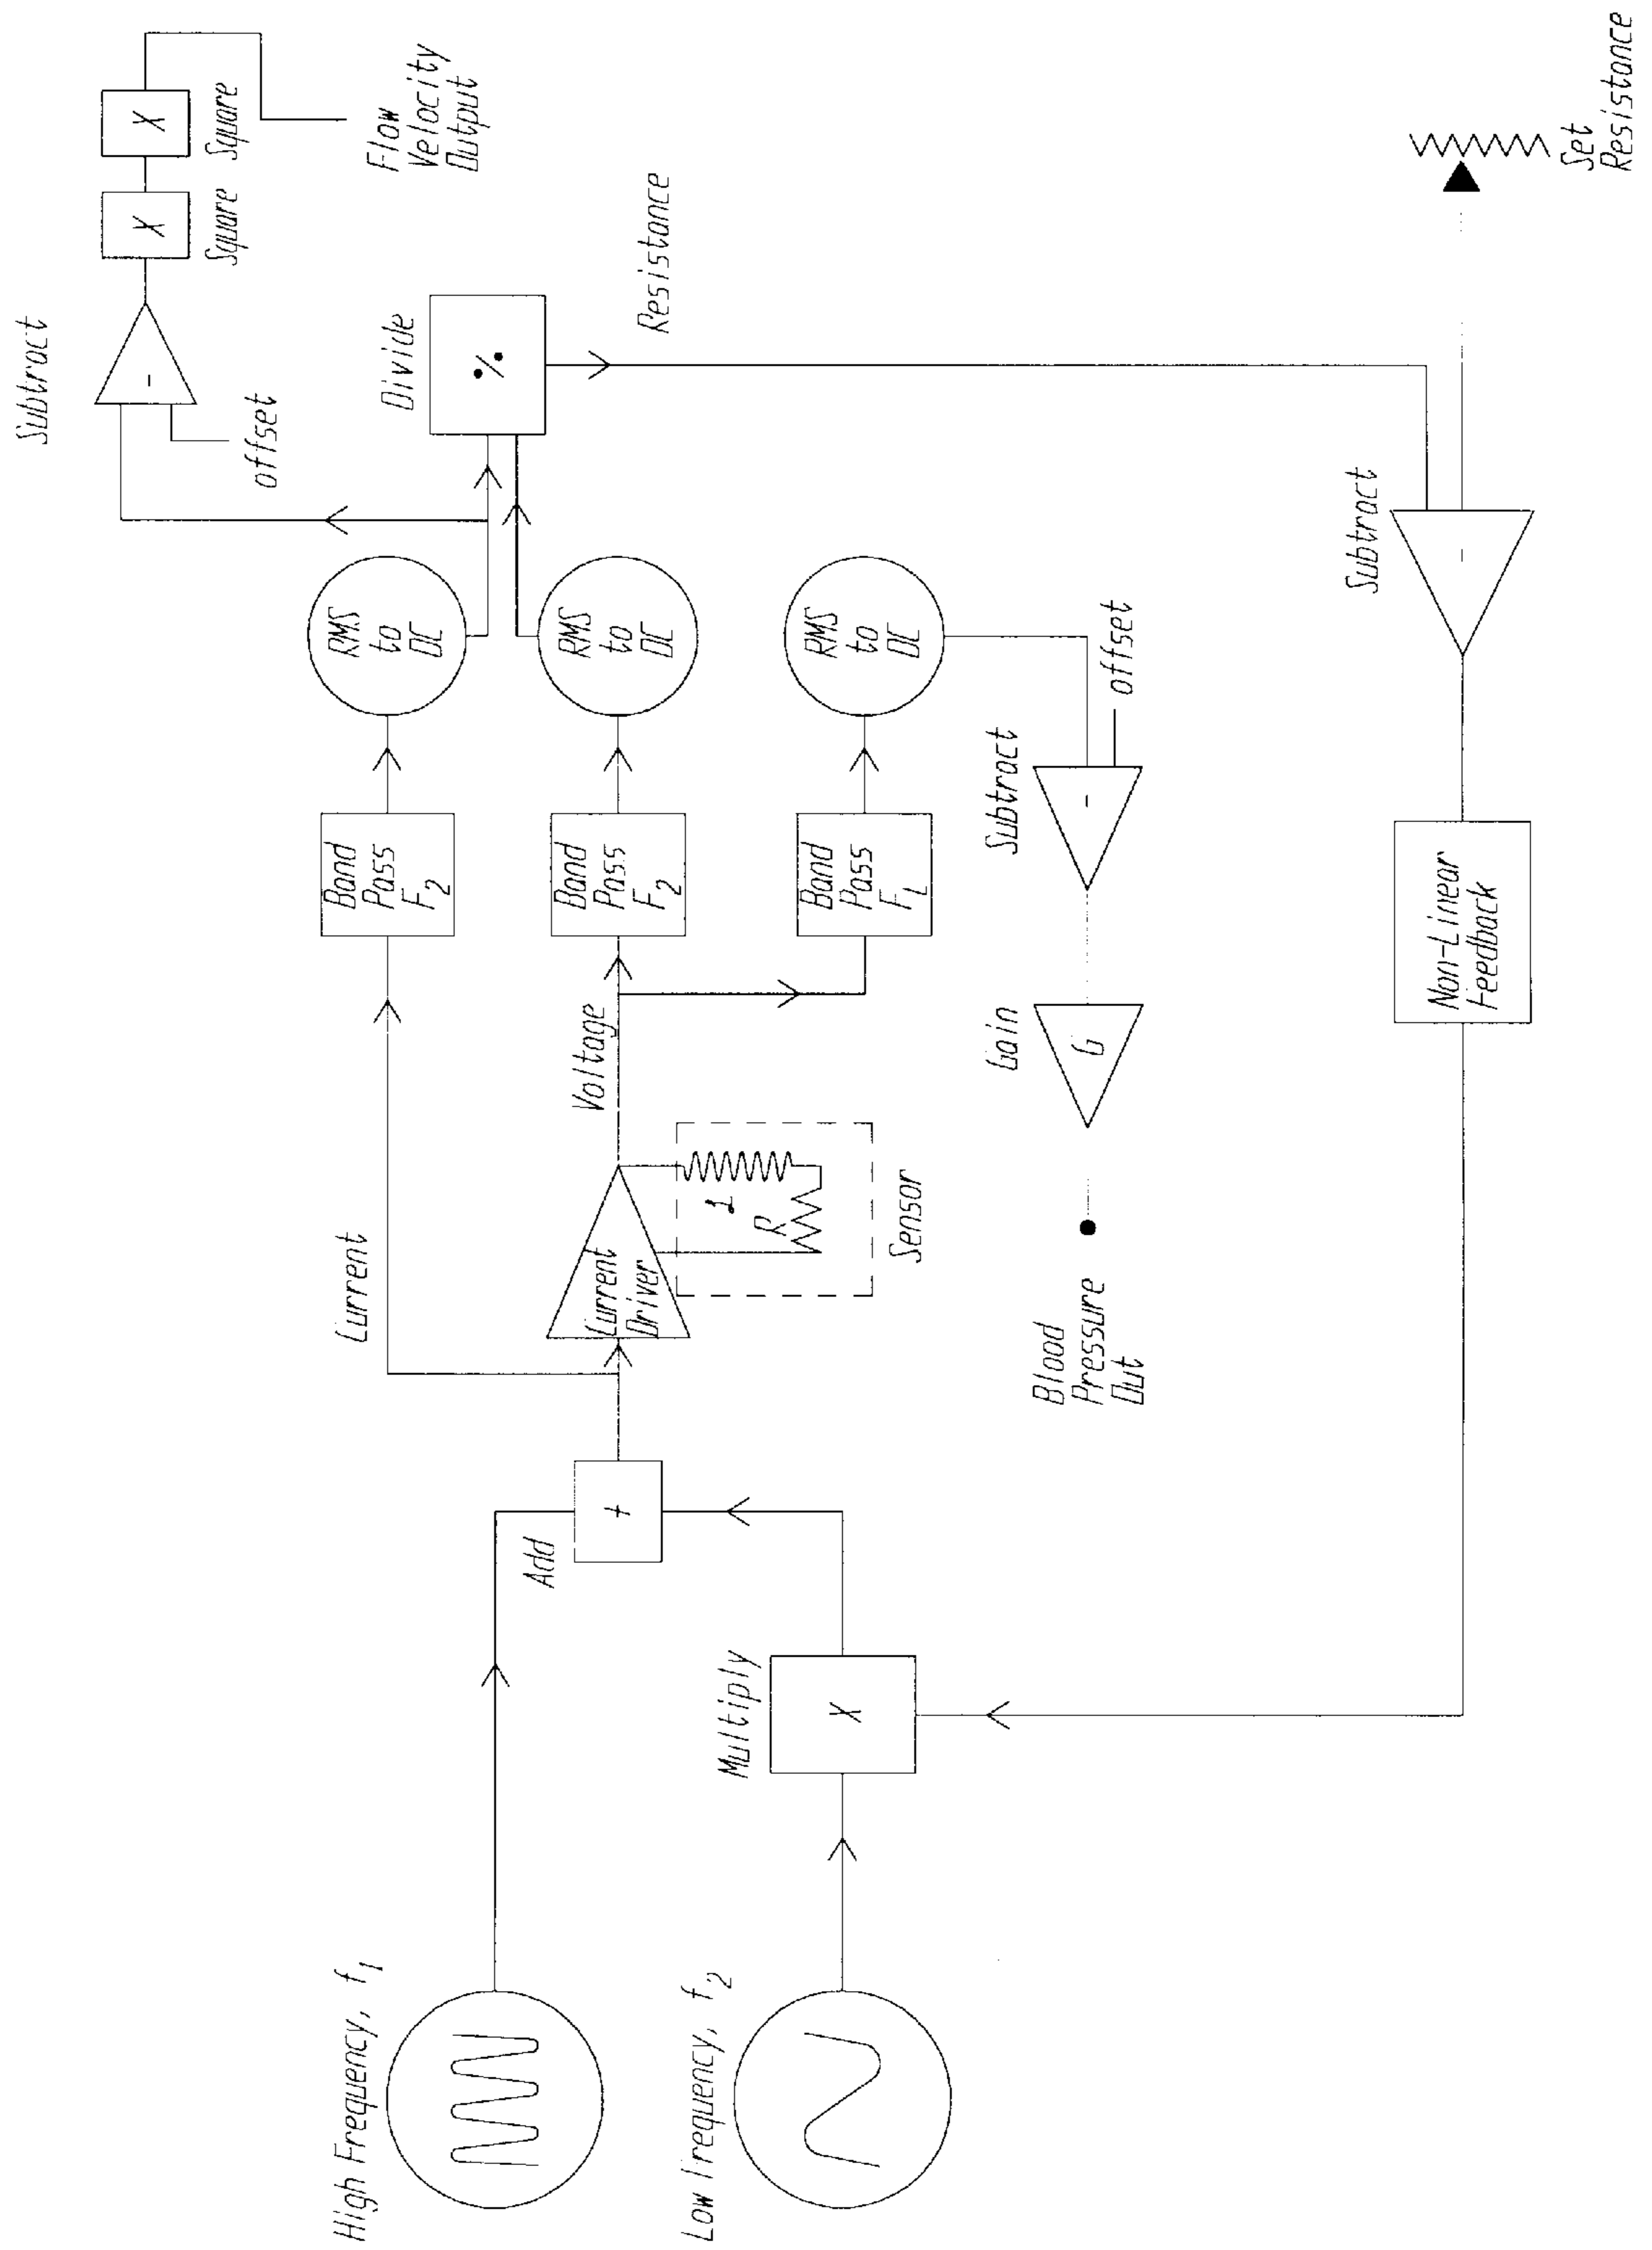 High Frequency, f1
Low Frequency, f2
Multiply
X
Add
+
Current
Current
Driver
Voltage
R
Sensor
Band
Pass
F2
Band
Pass
F2
Band
Pass
FL
RMS
to
DC
RMS
to
DC
RMS
to
DC
Subtract
-
offset
X
Square
X
Square
Flow
Velocity
Output
Divide
Resistance
Subtract
-
offset
Gain
G
Blood
Pressure
Out
Subtract
-
Set
Resistance
Non-Linear
Feedback